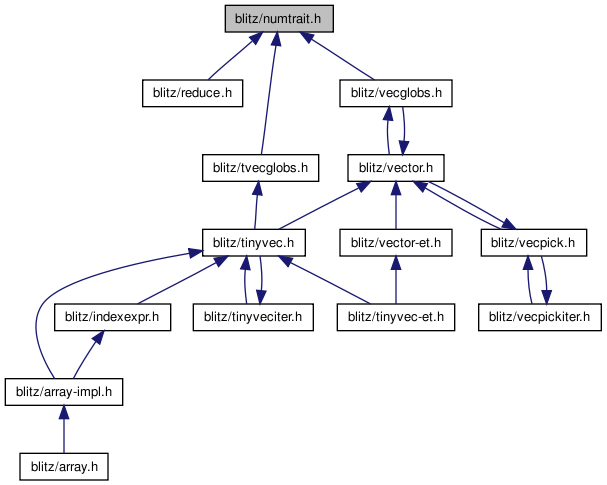 blitz/numtrait.h
blitz/reduce.h
blitz/vecglobs.h
blitz/tvecglobs.h
blitz/vector.h
blitz/tinyvec.h
blitz/vector-et.h
blitz/vecpick.h
blitz/indexexpr.h
blitz/tinyveciter.h
blitz/tinyvec-et.h
blitz/vecpickiter.h
blitz/array-impl.h
blitz/array.h